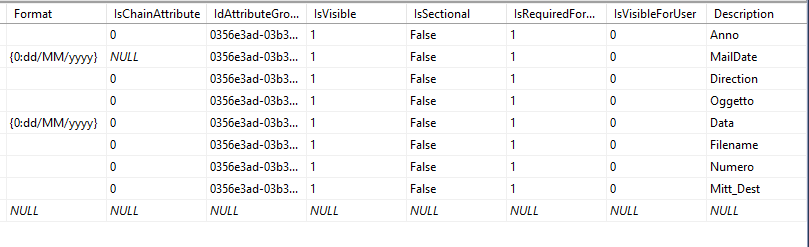 Format IsChainAttribute IdAttributeGro... IsVisible IsSectional IsRequiredFor... IsVisibleForUser Description
0 0356e3ad-03b3... 1 False 1 0 Anno
{0:dd/MM/yyyy} NULL 0356e3ad-03b3... 1 False 1 0 MailDate
0 0356e3ad-03b3... 1 False 1 0 Direction
0 0356e3ad-03b3... 1 False 1 0 Oggetto
{0:dd/MM/yyyy} 0 0356e3ad-03b3... 1 False 1 0 Data
0 0356e3ad-03b3... 1 False 1 0 Filename
0 0356e3ad-03b3... 1 False 1 0 Numero
0 0356e3ad-03b3... 1 False 1 0 Mitt_Dest
NULL NULL NULL NULL NULL NULL NULL NULL